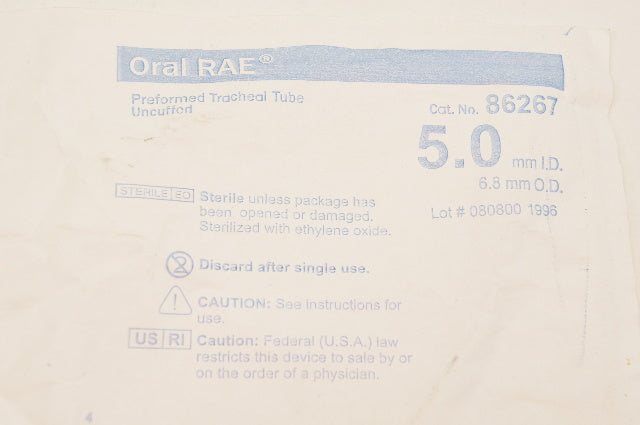 Oral RAE®
Preformed Tracheal Tube
Uncuffed
Cat. No. 86267
5.0 mm I.D.
6.8 mm O.D.
Lot # 080800 1996
STERILE EO
Sterile unless package has
been opened or damaged.
Sterilized with ethylene oxide.
2
Discard after single use.
!
CAUTION: See instructions for
use.
US RI
Caution: Federal (U.S.A.) law
restricts this device to sale by or
on the order of a physician.
4